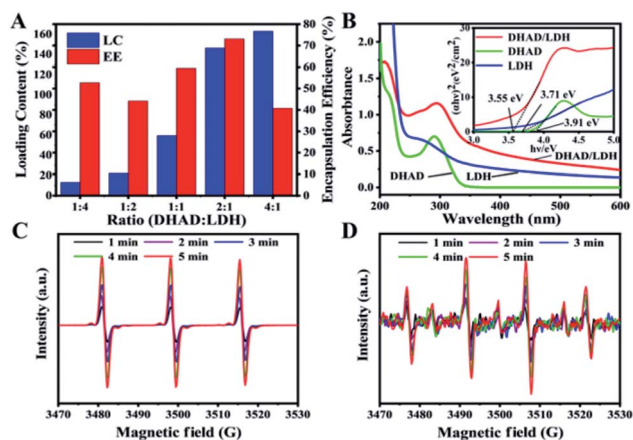 A
LC
EE
Loading Content (%)
160
140
120
100
80
60
40
20
0
Encapsulation Efficiency (%)
80
70
60
50
40
30
20
10
0
1:4 1:2 1:1 2:1 4:1
Ratio (DHAD:LDH)
B
Absorbtance
2.0
1.5
1.0
0.5
0.0
200 300 400 500 600
Wavelength (nm)
DHAD
LDH
DHAD/LDH
(αhν)²(eV²/cm²)
40
30
20
10
0
DHAD/LDH
DHAD
LDH
3.55 eV
3.71 eV
3.91 eV
3.0 3.5 4.0 4.5 5.0
hν/eV
C
1 min 2 min 3 min
4 min 5 min
Intensity (a.u.)
3470 3480 3490 3500 3510 3520 3530
Magnetic field (G)
D
1 min 2 min 3 min
4 min 5 min
Intensity (a.u.)
3470 3480 3490 3500 3510 3520 3530
Magnetic field (G)